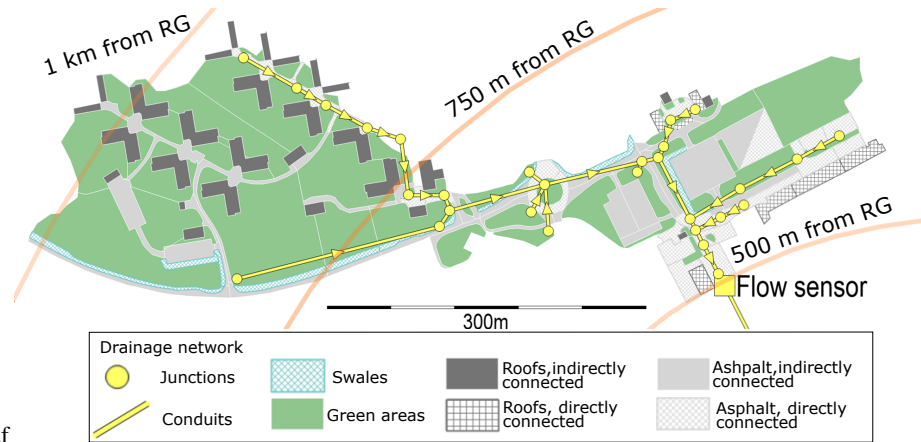 1 km from RG
750 m from RG
500 m from RG
Flow sensor
300m
Drainage network
Junctions
Conduits
Swales
Green areas
Roofs,indirectly
connected
Roofs, directly
connected
Ashpalt,indirectly
connected
Asphalt, directly
connected
f